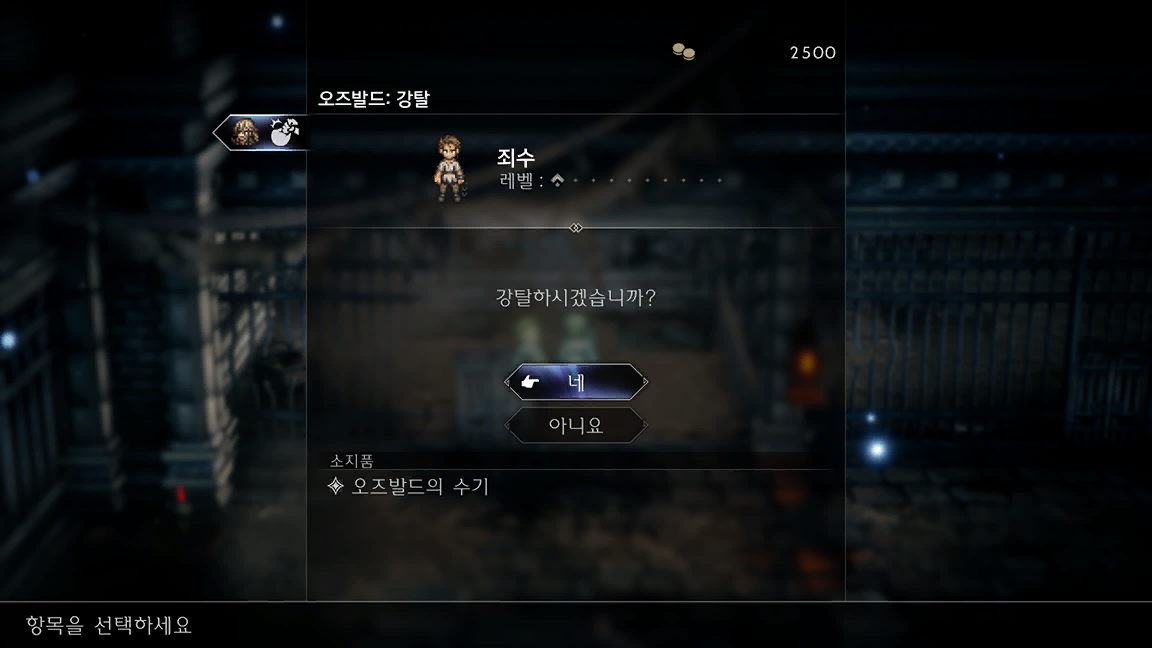 2500
오즈발드: 강탈
죄수
레벨 :
강탈하시겠습니까?
네
아니요
소지품
오즈발드의 수기
항목을 선택하세요